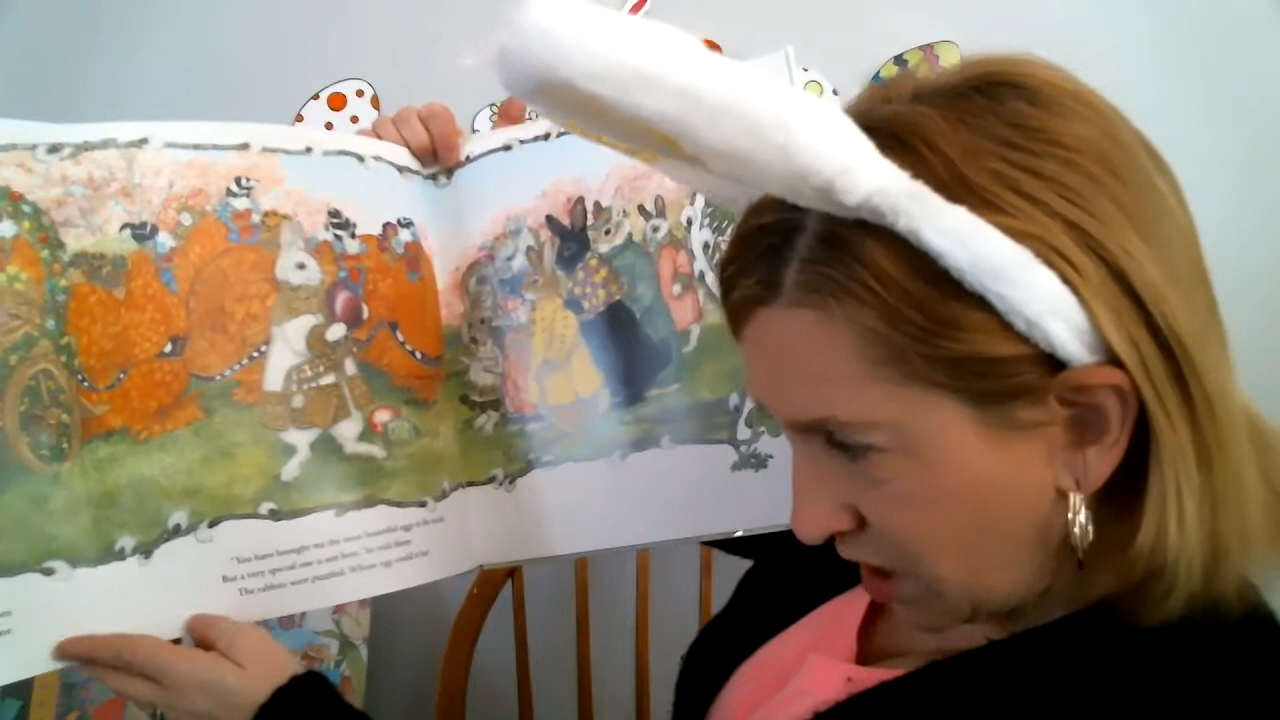 "You have brought me the most beautiful eggs in the world.
But a very special one is not here," he told them.
The rabbits were puzzled. Whose egg could it be?